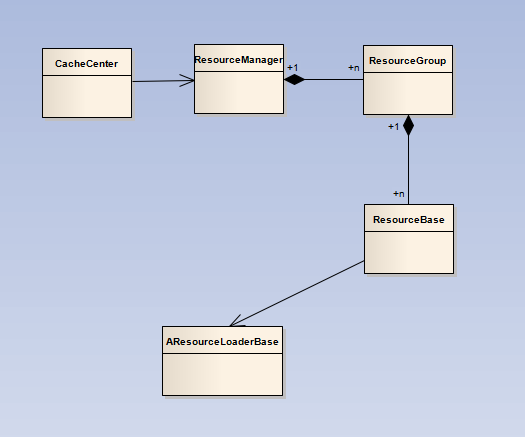 CacheCenter
ResourceManager
+1
+n
ResourceGroup
+1
+n
ResourceBase
AResourceLoaderBase